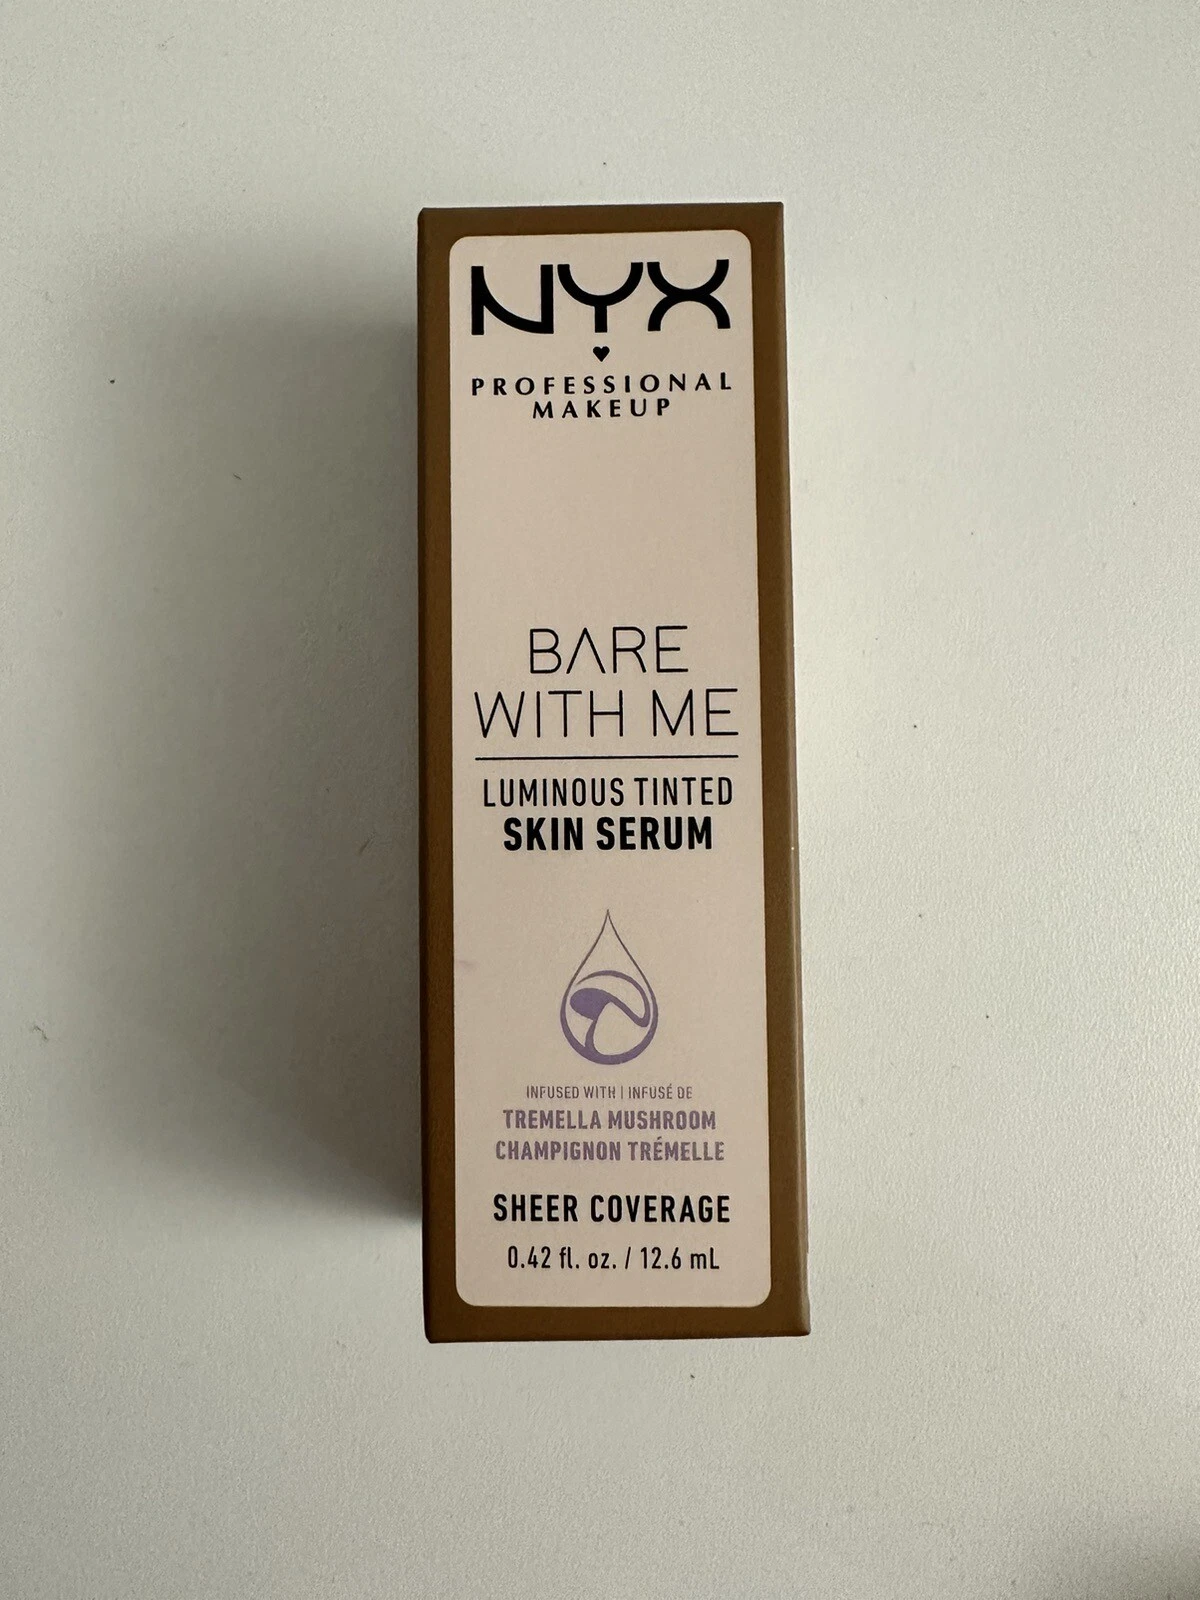 NYX
PROFESSIONAL
MAKEUP
BARE
WITH ME
LUMINOUS TINTED
SKIN SERUM
INFUSED WITH | INFUSÉ DE
TREMELLA MUSHROOM
CHAMPIGNON TRÉMELLE
SHEER COVERAGE
0.42 fl. oz. / 12.6 mL